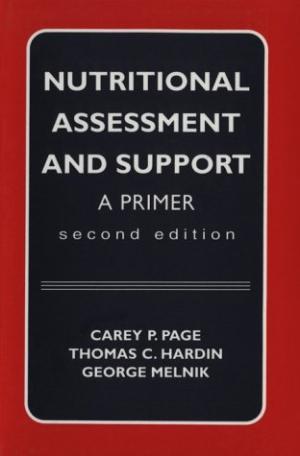 NUTRITIONAL
ASSESSMENT
AND SUPPORT
A PRIMER
second edition
CAREY P. PAGE
THOMAS C. HARDIN
GEORGE MELNIK